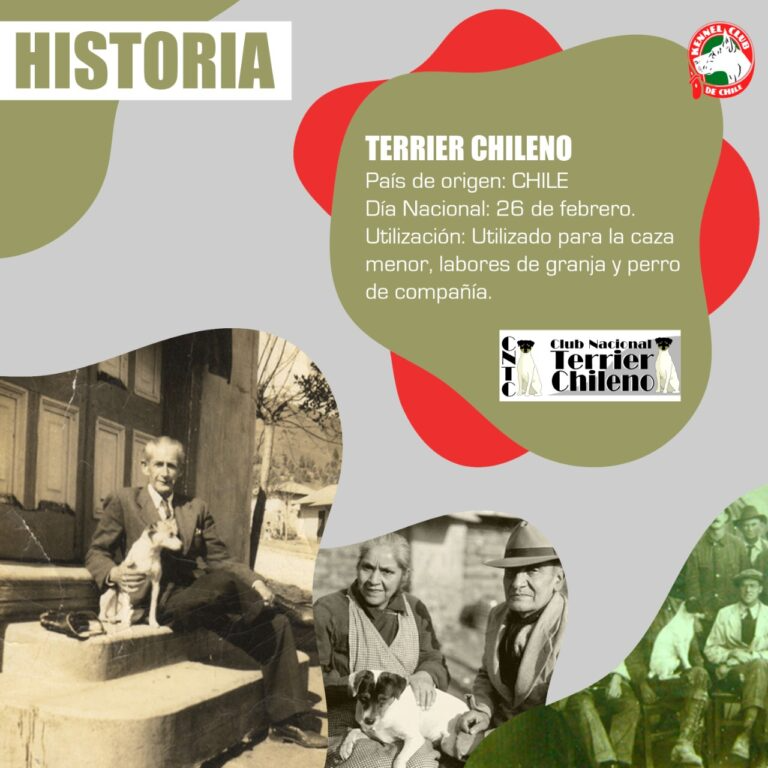 HISTORIA
KENNEL CLUB
DE CHILE
TERRIER CHILENO
País de origen: CHILE
Día Nacional: 26 de febrero.
Utilización: Utilizado para la caza
menor, labores de granja y perro
de compañía.
CNTC
Club Nacional
Terrier
Chileno